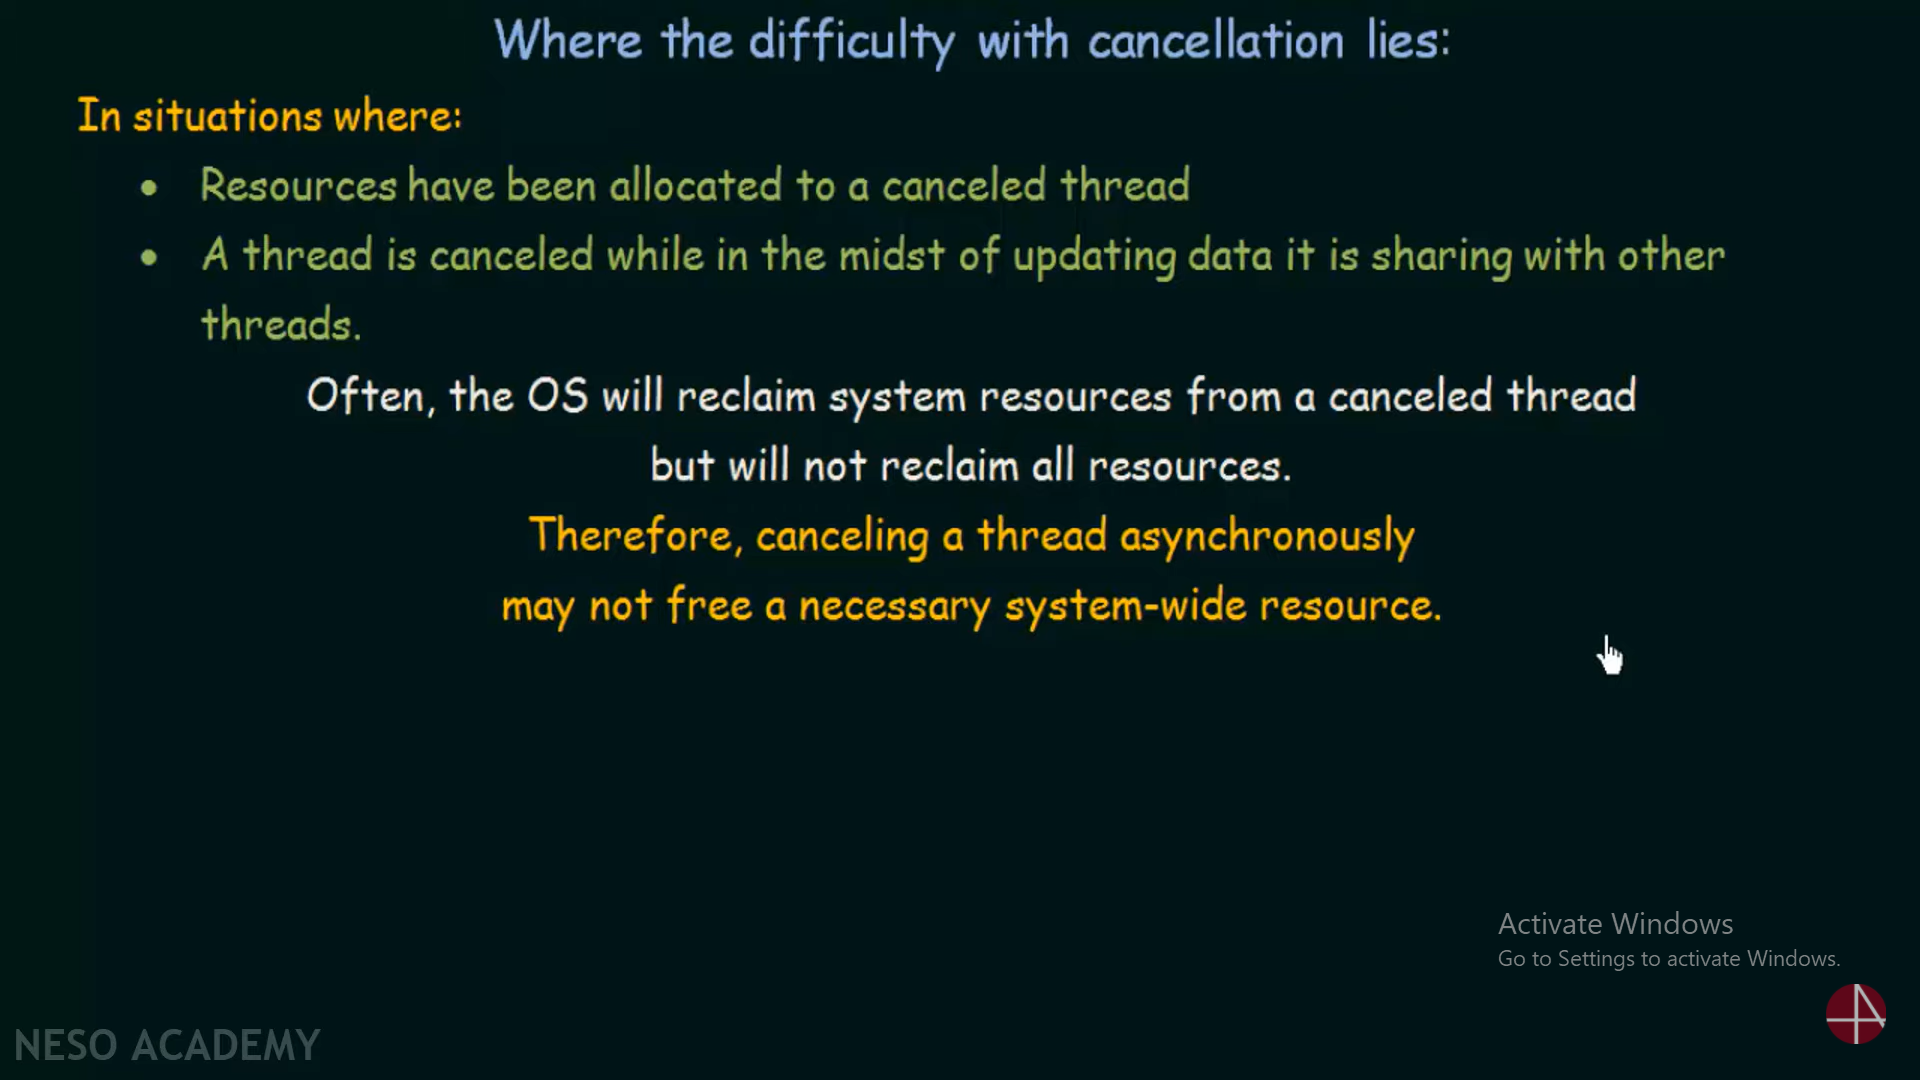 Where the difficulty with cancellation lies:
In situations where:
• Resources have been allocated to a canceled thread
• A thread is canceled while in the midst of updating data it is sharing with other
threads.
Often, the OS will reclaim system resources from a canceled thread
but will not reclaim all resources.
Therefore, canceling a thread asynchronously
may not free a necessary system-wide resource.
Activate Windows
Go to Settings to activate Windows.
NESO ACADEMY